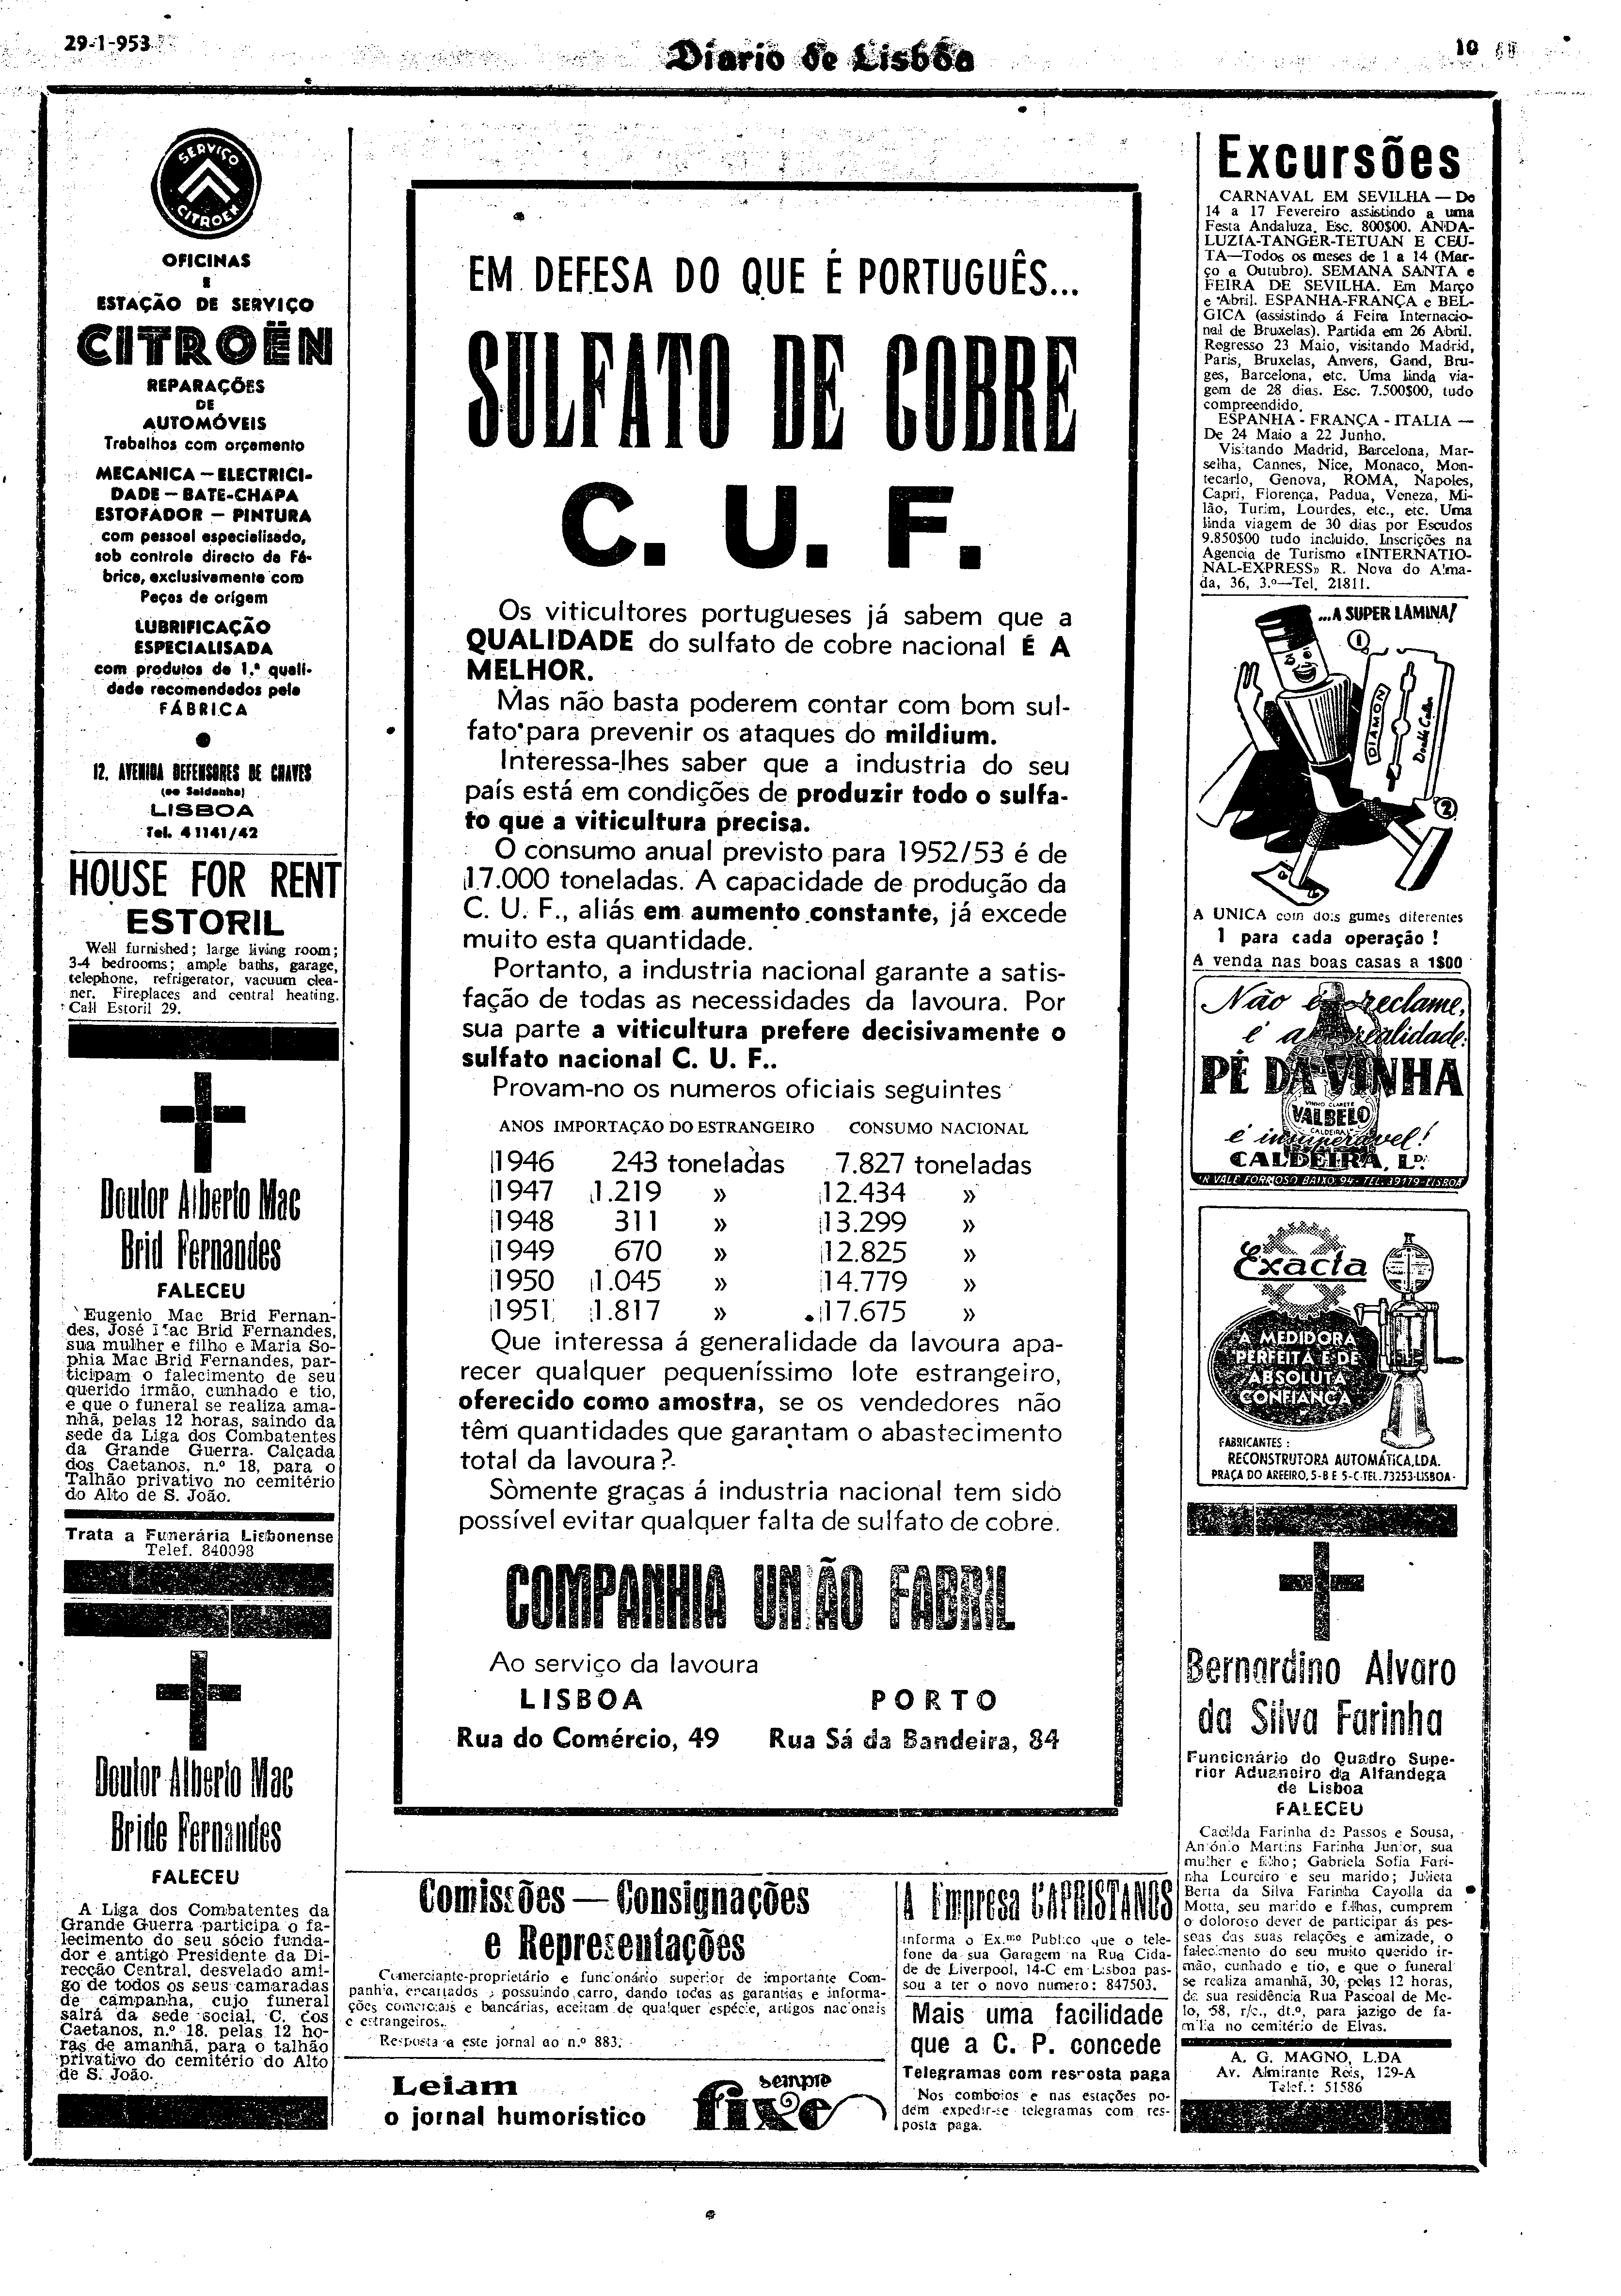 29-1-953
Diario de Lisbôa
10
SERVIÇO
CITROËN
OFICINAS
E
ESTAÇÃO DE SERVIÇO
CITROËN
REPARAÇÕES
DE
AUTOMÓVEIS
Trabalhos com orçamento
MECANICA — ELECTRICI-
DADE — BATE-CHAPA
ESTOFADOR — PINTURA
com pessoal especialisado,
sob controle directo da Fá-
brica, exclusivamente com
Peças de origem
LUBRIFICAÇÃO
ESPECIALISADA
com produtos de 1.ª quali-
dade recomendados pela
FÁBRICA
12. AVENIDA DEFENSORES DE CHAVES
(ao Saldanha)
LISBOA
Tel. 41141/42
HOUSE FOR RENT
ESTORIL
Well furnished; large living room;
3-4 bedrooms; ample baths, garage,
telephone, refrigerator, vacuum clea-
ner. Fireplaces and central heating.
Call Estoril 29.
Doutor Alberto Mac
Brid Fernandes
FALECEU
Eugenio Mac Brid Fernan-
des, José Mac Brid Fernandes,
sua mulher e filho e Maria So-
phia Mac Brid Fernandes, par-
ticipam o falecimento de seu
querido irmão, cunhado e tio,
e que o funeral se realiza ama-
nhã, pelas 12 horas, saindo da
sede da Liga dos Combatentes
da Grande Guerra. Calçada
dos Caetanos, n.º 18, para o
Talhão privativo no cemitério
do Alto de S. João.
Trata a Funerária Lisbonense
Telef. 840098
Doutor Alberto Mac
Bride Fernandes
FALECEU
A Liga dos Combatentes da
Grande Guerra participa o fa-
lecimento do seu sócio funda-
dor e antigo Presidente da Di-
recção Central, desvelado ami-
go de todos os seus camaradas
de campanha, cujo funeral
sairá da sede social, C. dos
Caetanos, n.º 18, pelas 12 ho-
ras de amanhã, para o talhão
privativo do cemitério do Alto
de S. João.
EM DEFESA DO QUE É PORTUGUÊS...
SULFATO DE COBRE
C. U. F.
Os viticultores portugueses já sabem que a
QUALIDADE do sulfato de cobre nacional É A
MELHOR.
Mas não basta poderem contar com bom sul-
fato para prevenir os ataques do mildium.
Interessa-lhes saber que a industria do seu
país está em condições de produzir todo o sulfa-
to que a viticultura precisa.
O consumo anual previsto para 1952/53 é de
17.000 toneladas. A capacidade de produção da
C. U. F., aliás em aumento constante, já excede
muito esta quantidade.
Portanto, a industria nacional garante a satis-
fação de todas as necessidades da lavoura. Por
sua parte a viticultura prefere decisivamente o
sulfato nacional C. U. F..
Provam-no os numeros oficiais seguintes
ANOS IMPORTAÇÃO DO ESTRANGEIRO CONSUMO NACIONAL
1946 243 toneladas 7.827 toneladas
1947 1.219 » 12.434 »
1948 311 » 13.299 »
1949 670 » 12.825 »
1950 1.045 » 14.779 »
1951 1.817 » 17.675 »
Que interessa á generalidade da lavoura apa-
recer qualquer pequeníssimo lote estrangeiro,
oferecido como amostra, se os vendedores não
têm quantidades que garantam o abastecimento
total da lavoura?
Sòmente graças á industria nacional tem sido
possível evitar qualquer falta de sulfato de cobre.
COMPANHIA UNIÃO FABRIL
Ao serviço da lavoura
LISBOA PORTO
Rua do Comércio, 49 Rua Sá da Bandeira, 84
Comissões — Consignações
e Representações
Comerciante-proprietário e funcionário superior de importante Com-
panhia, encartados e possuindo carro, dando todas as garantias e informa-
ções comerciais e bancárias, aceitam de qualquer espécie, artigos nacionais
e estrangeiros.
Resposta a este jornal ao n.º 883.
Leiam
o jornal humorístico
sempre
fixe
A Empresa CAPRISTANOS
informa o Ex.mo Publico que o tele-
fone da sua Garagem na Rua Cida-
de de Liverpool, 14-C em Lisboa pas-
sou a ter o novo numero: 847503.
Mais uma facilidade
que a C. P. concede
Telegramas com resposta paga
Nos comboios e nas estações po-
dem expedir-se telegramas com res-
posta paga.
Excursões
CARNAVAL EM SEVILHA — De
14 a 17 Fevereiro assistindo a uma
Festa Andaluza. Esc. 800$00. ANDA-
LUZIA-TANGER-TETUAN E CEU-
TA—Todos os meses de 1 a 14 (Mar-
ço a Outubro). SEMANA SANTA e
FEIRA DE SEVILHA. Em Março
e Abril. ESPANHA-FRANÇA e BEL-
GICA (assistindo á Feira Internacio-
nal de Bruxelas). Partida em 26 Abril.
Regresso 23 Maio, visitando Madrid,
Paris, Bruxelas, Anvers, Gand, Bru-
ges, Barcelona, etc. Uma linda via-
gem de 28 dias. Esc. 7.500$00, tudo
compreendido.
ESPANHA - FRANÇA - ITALIA —
De 24 Maio a 22 Junho.
Visitando Madrid, Barcelona, Mar-
selha, Cannes, Nice, Monaco, Mon-
tecarlo, Genova, ROMA, Napoles,
Capri, Florença, Padua, Veneza, Mi-
lão, Turim, Lourdes, etc., etc. Uma
linda viagem de 30 dias por Escudos
9.850$00 tudo incluido. Inscrições na
Agencia de Turismo «INTERNATIO-
NAL-EXPRESS» R. Nova do Alma-
da, 36, 3.º—Tel. 21811.
...A SUPER LAMINA!
1
DIAMON
2
A UNICA com dois gumes diferentes
1 para cada operação !
A venda nas boas casas a 1$00
Não é reclame,
é a realidade.
PÉ DA VINHA
VINHO CLARETE
VALBELO
CALDEIRA
é insuperável!
CALDEIRA, L.DA
R VALE FORMOSO BAIXO, 94 - TEL. 39179-LISBOA
Exacta
A MEDIDORA
PERFEITA E DE
ABSOLUTA
CONFIANÇA
FABRICANTES :
RECONSTRUTORA AUTOMÁTICA, LDA.
PRAÇA DO AREEIRO, 5-B E 5-C-TEL. 73253-LISBOA-
Bernardino Alvaro
da Silva Farinha
Funcionário do Quadro Supe-
rior Aduaneiro da Alfandega
de Lisboa
FALECEU
Cacilda Farinha de Passos e Sousa,
António Martins Farinha Junior, sua
mulher e filho; Gabriela Sofia Fari-
nha Loureiro e seu marido; Julieta
Berta da Silva Farinha Cayolla da
Motta, seu marido e filhas, cumprem
o doloroso dever de participar ás pes-
soas das suas relações e amizade, o
falecimento do seu muito querido ir-
mão, cunhado e tio, e que o funeral
se realiza amanhã, 30, pelas 12 horas,
de sua residência Rua Pascoal de Me-
lo, 58, r/c., dt.º, para jazigo de fa-
milia no cemitério de Elvas.
A. G. MAGNO, L.DA
Av. Almirante Reis, 129-A
Telef.: 51586